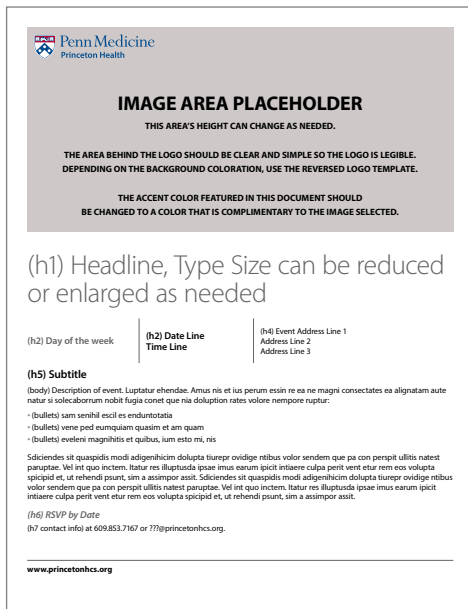 Penn Medicine
Princeton Health
IMAGE AREA PLACEHOLDER
THIS AREA'S HEIGHT CAN CHANGE AS NEEDED.
THE AREA BEHIND THE LOGO SHOULD BE CLEAR AND SIMPLE SO THE LOGO IS LEGIBLE.
DEPENDING ON THE BACKGROUND COLORATION, USE THE REVERSED LOGO TEMPLATE.
THE ACCENT COLOR FEATURED IN THIS DOCUMENT SHOULD
BE CHANGED TO A COLOR THAT IS COMPLIMENTARY TO THE IMAGE SELECTED.
(h1) Headline, Type Size can be reduced
or enlarged as needed
(h2) Day of the week
(h2) Date Line
Time Line
(h4) Event Address Line 1
Address Line 2
Address Line 3
(h5) Subtitle
(body) Description of event. Luptatur ehendae. Amus nis et ius perum essin re ea ne magni consectates ea alignatam aute
natur si solecaborrum nobit fugia conet que nia doluption rates volore nempore ruptur:
• (bullets) sam senihil escil es enduntotatia
• (bullets) vene ped eumquiam quasim et am quam
• (bullets) eveleni magnihitis et quibus, ium esto mi, nis
Sdiciendes sit quaspidis modi adigenihicim dolupta tiurepr ovidige ntibus volor sendem que pa con perspit ullitis natest
paruptae. Vel int quo inctem. Itatur res illuptusda ipsae imus earum ipicit intiaere culpa perit vent etur rem eos volupta
spicipid et, ut rehendi psunt, sim a assimpor assit. Sdiciendes sit quaspidis modi adigenihicim dolupta tiurepr ovidige ntibus
volor sendem que pa con perspit ullitis natest paruptae. Vel int quo inctem. Itatur res illuptusda ipsae imus earum ipicit
intiaere culpa perit vent etur rem eos volupta spicipid et, ut rehendi psunt, sim a assimpor assit.
(h6) RSVP by Date
(h7 contact info) at 609.853.7167 or ???@princetonhcs.org.
www.princetonhcs.org